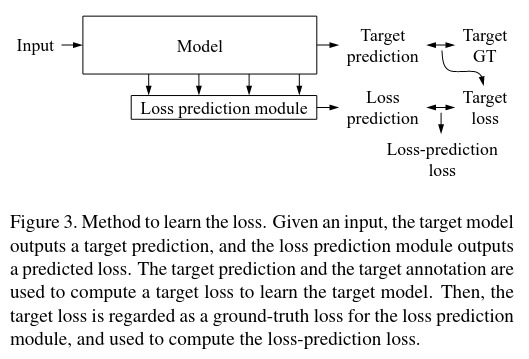 Input
Model
Target prediction
Target GT
Loss prediction module
Loss prediction
Target loss
Loss-prediction loss
Figure 3. Method to learn the loss. Given an input, the target model
outputs a target prediction, and the loss prediction module outputs
a predicted loss. The target prediction and the target annotation are
used to compute a target loss to learn the target model. Then, the
target loss is regarded as a ground-truth loss for the loss prediction
module, and used to compute the loss-prediction loss.